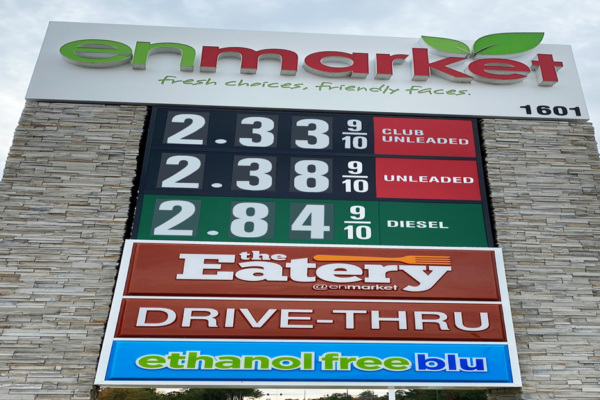 enmarket
fresh choices, friendly faces.
1601
2.33 9/10 CLUB UNLEADED
2.38 9/10 UNLEADED
2.84 9/10 DIESEL
the
Eatery
@enmarket
DRIVE-THRU
ethanol free blu